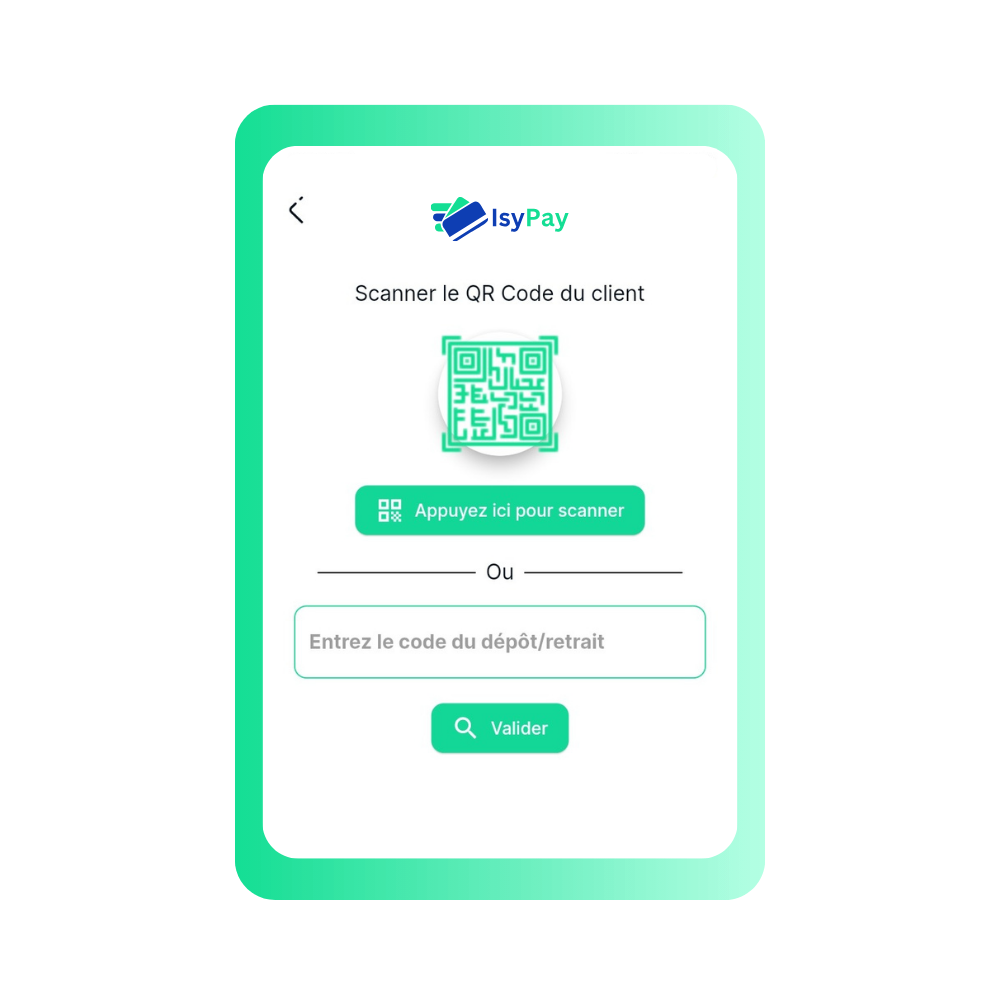 IsyPay
Scanner le QR Code du client
Appuyez ici pour scanner
Ou
Entrez le code du dépôt/retrait
Valider